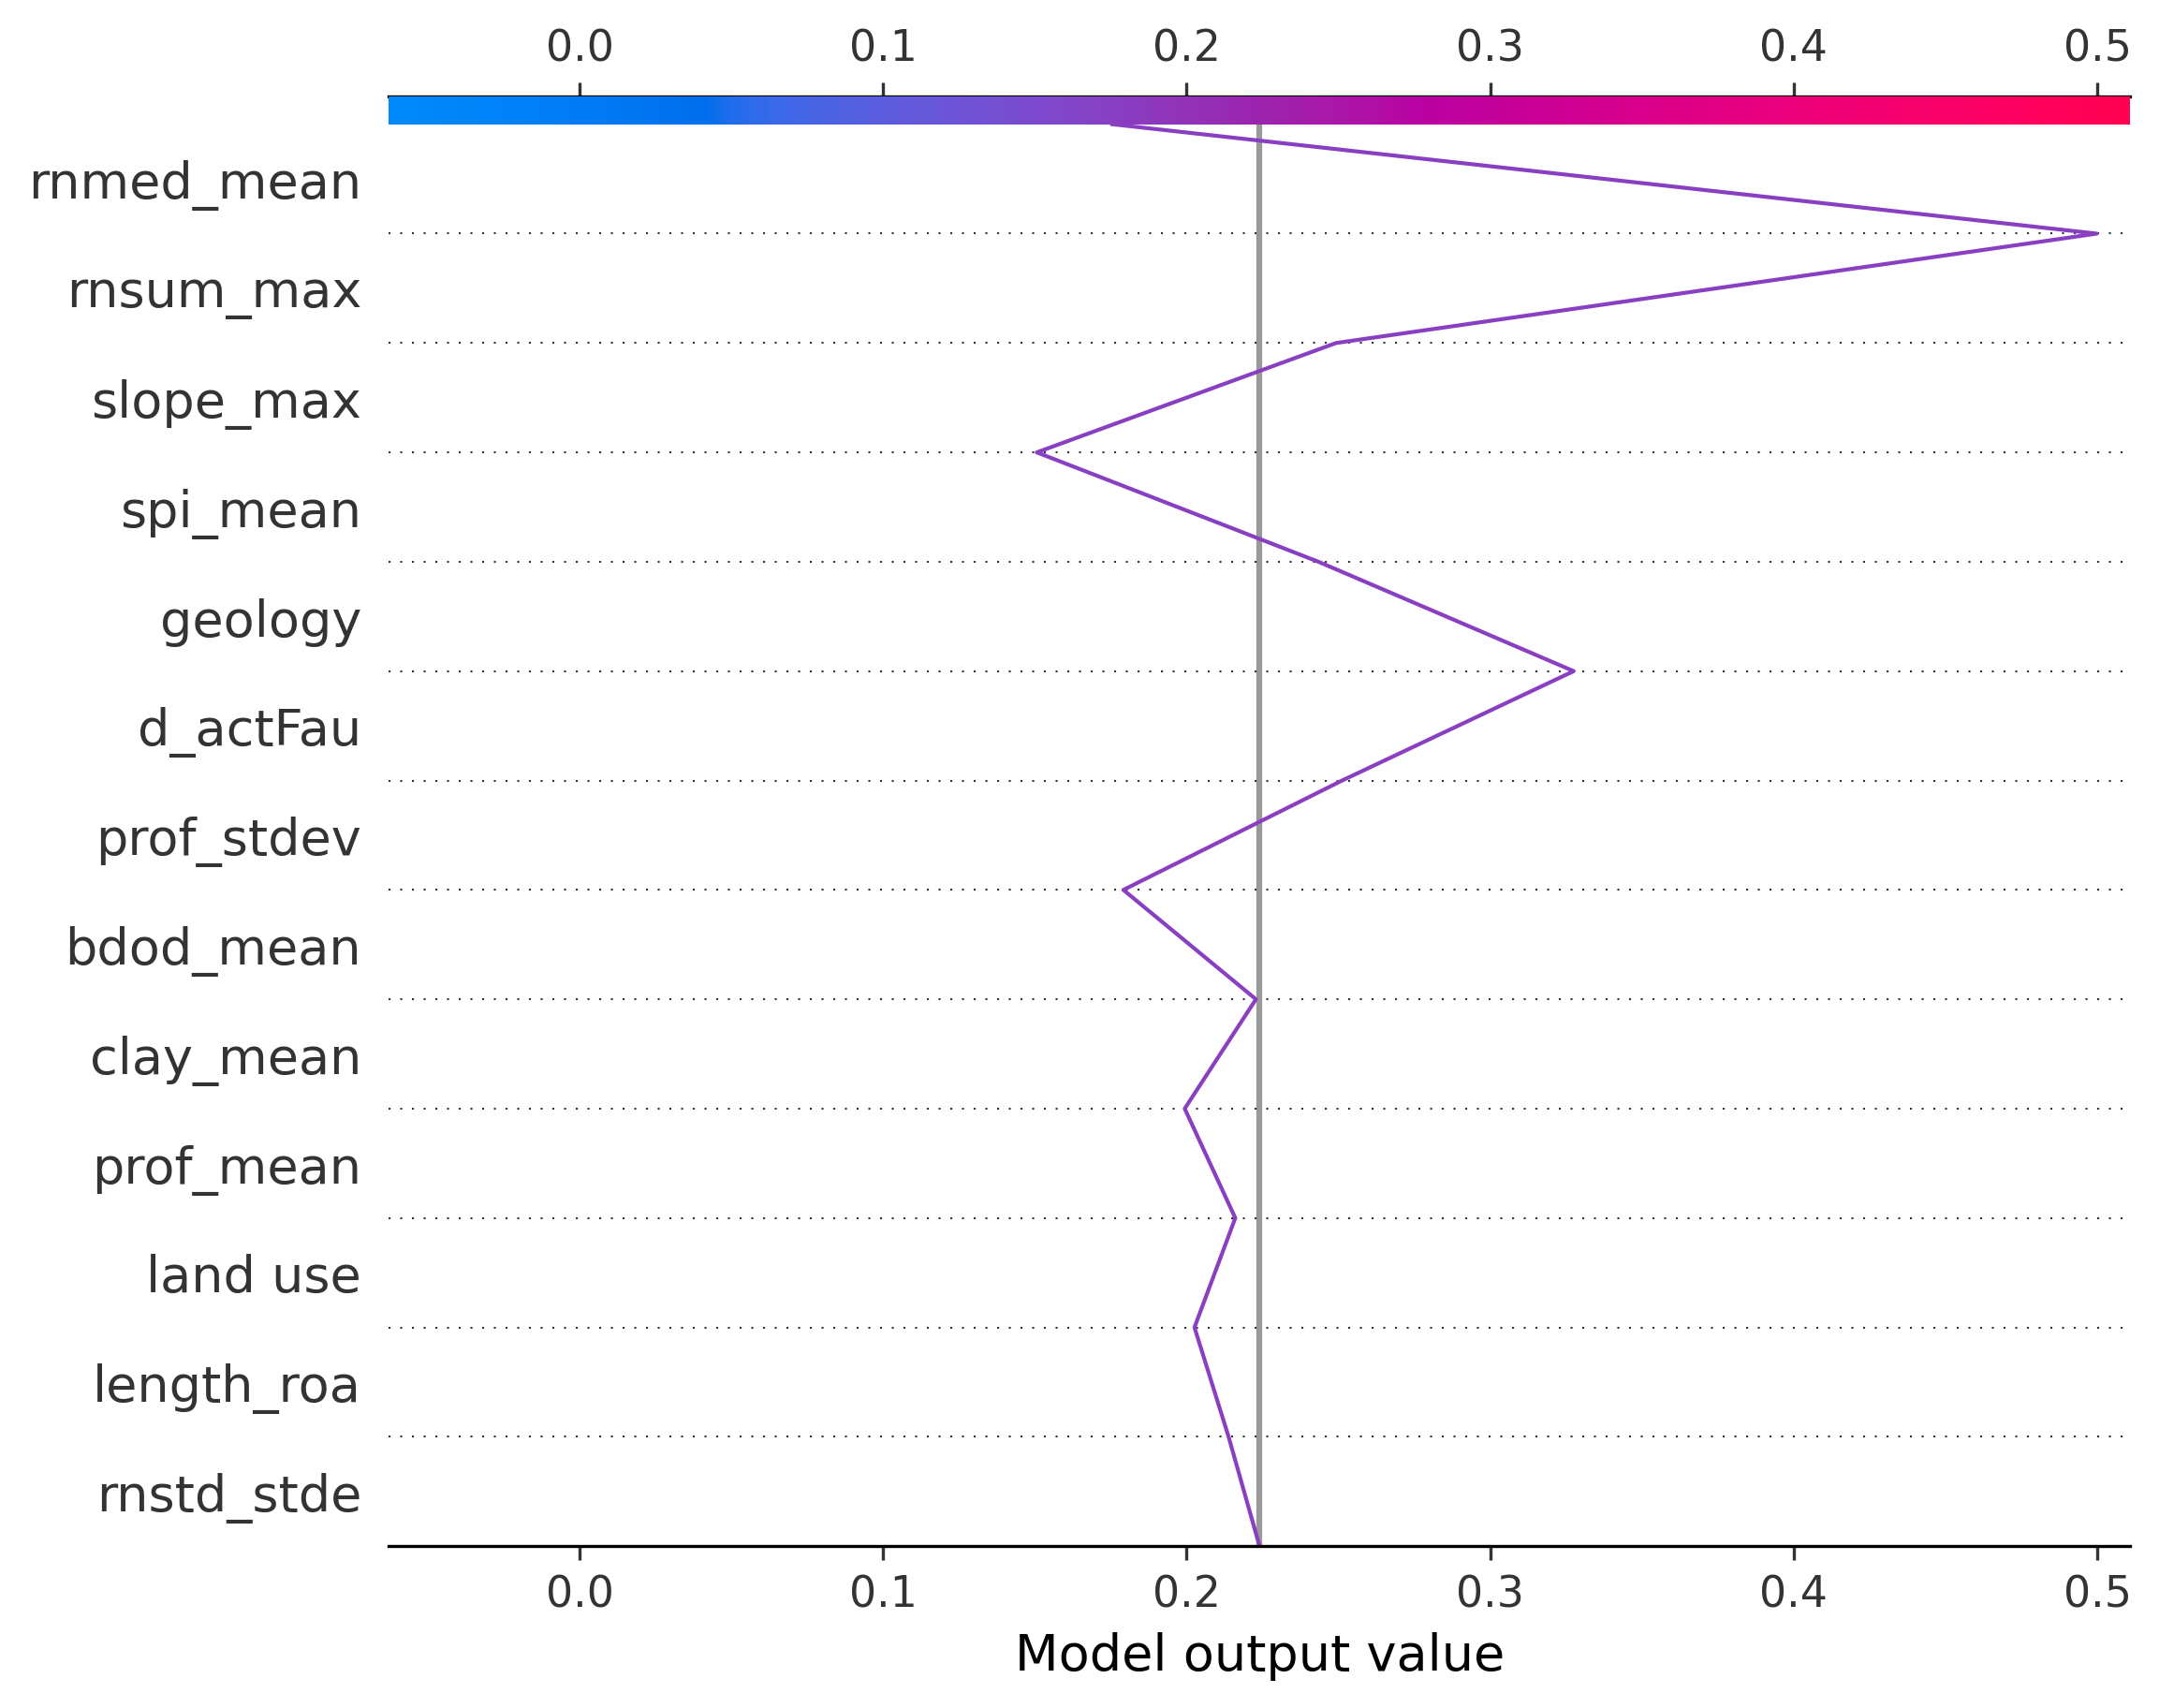 0.0 0.1 0.2 0.3 0.4 0.5
rnmed_mean
rnsum_max
slope_max
spi_mean
geology
d_actFau
prof_stdev
bdod_mean
clay_mean
prof_mean
land use
length_roa
rnstd_stde
0.0 0.1 0.2 0.3 0.4 0.5
Model output value